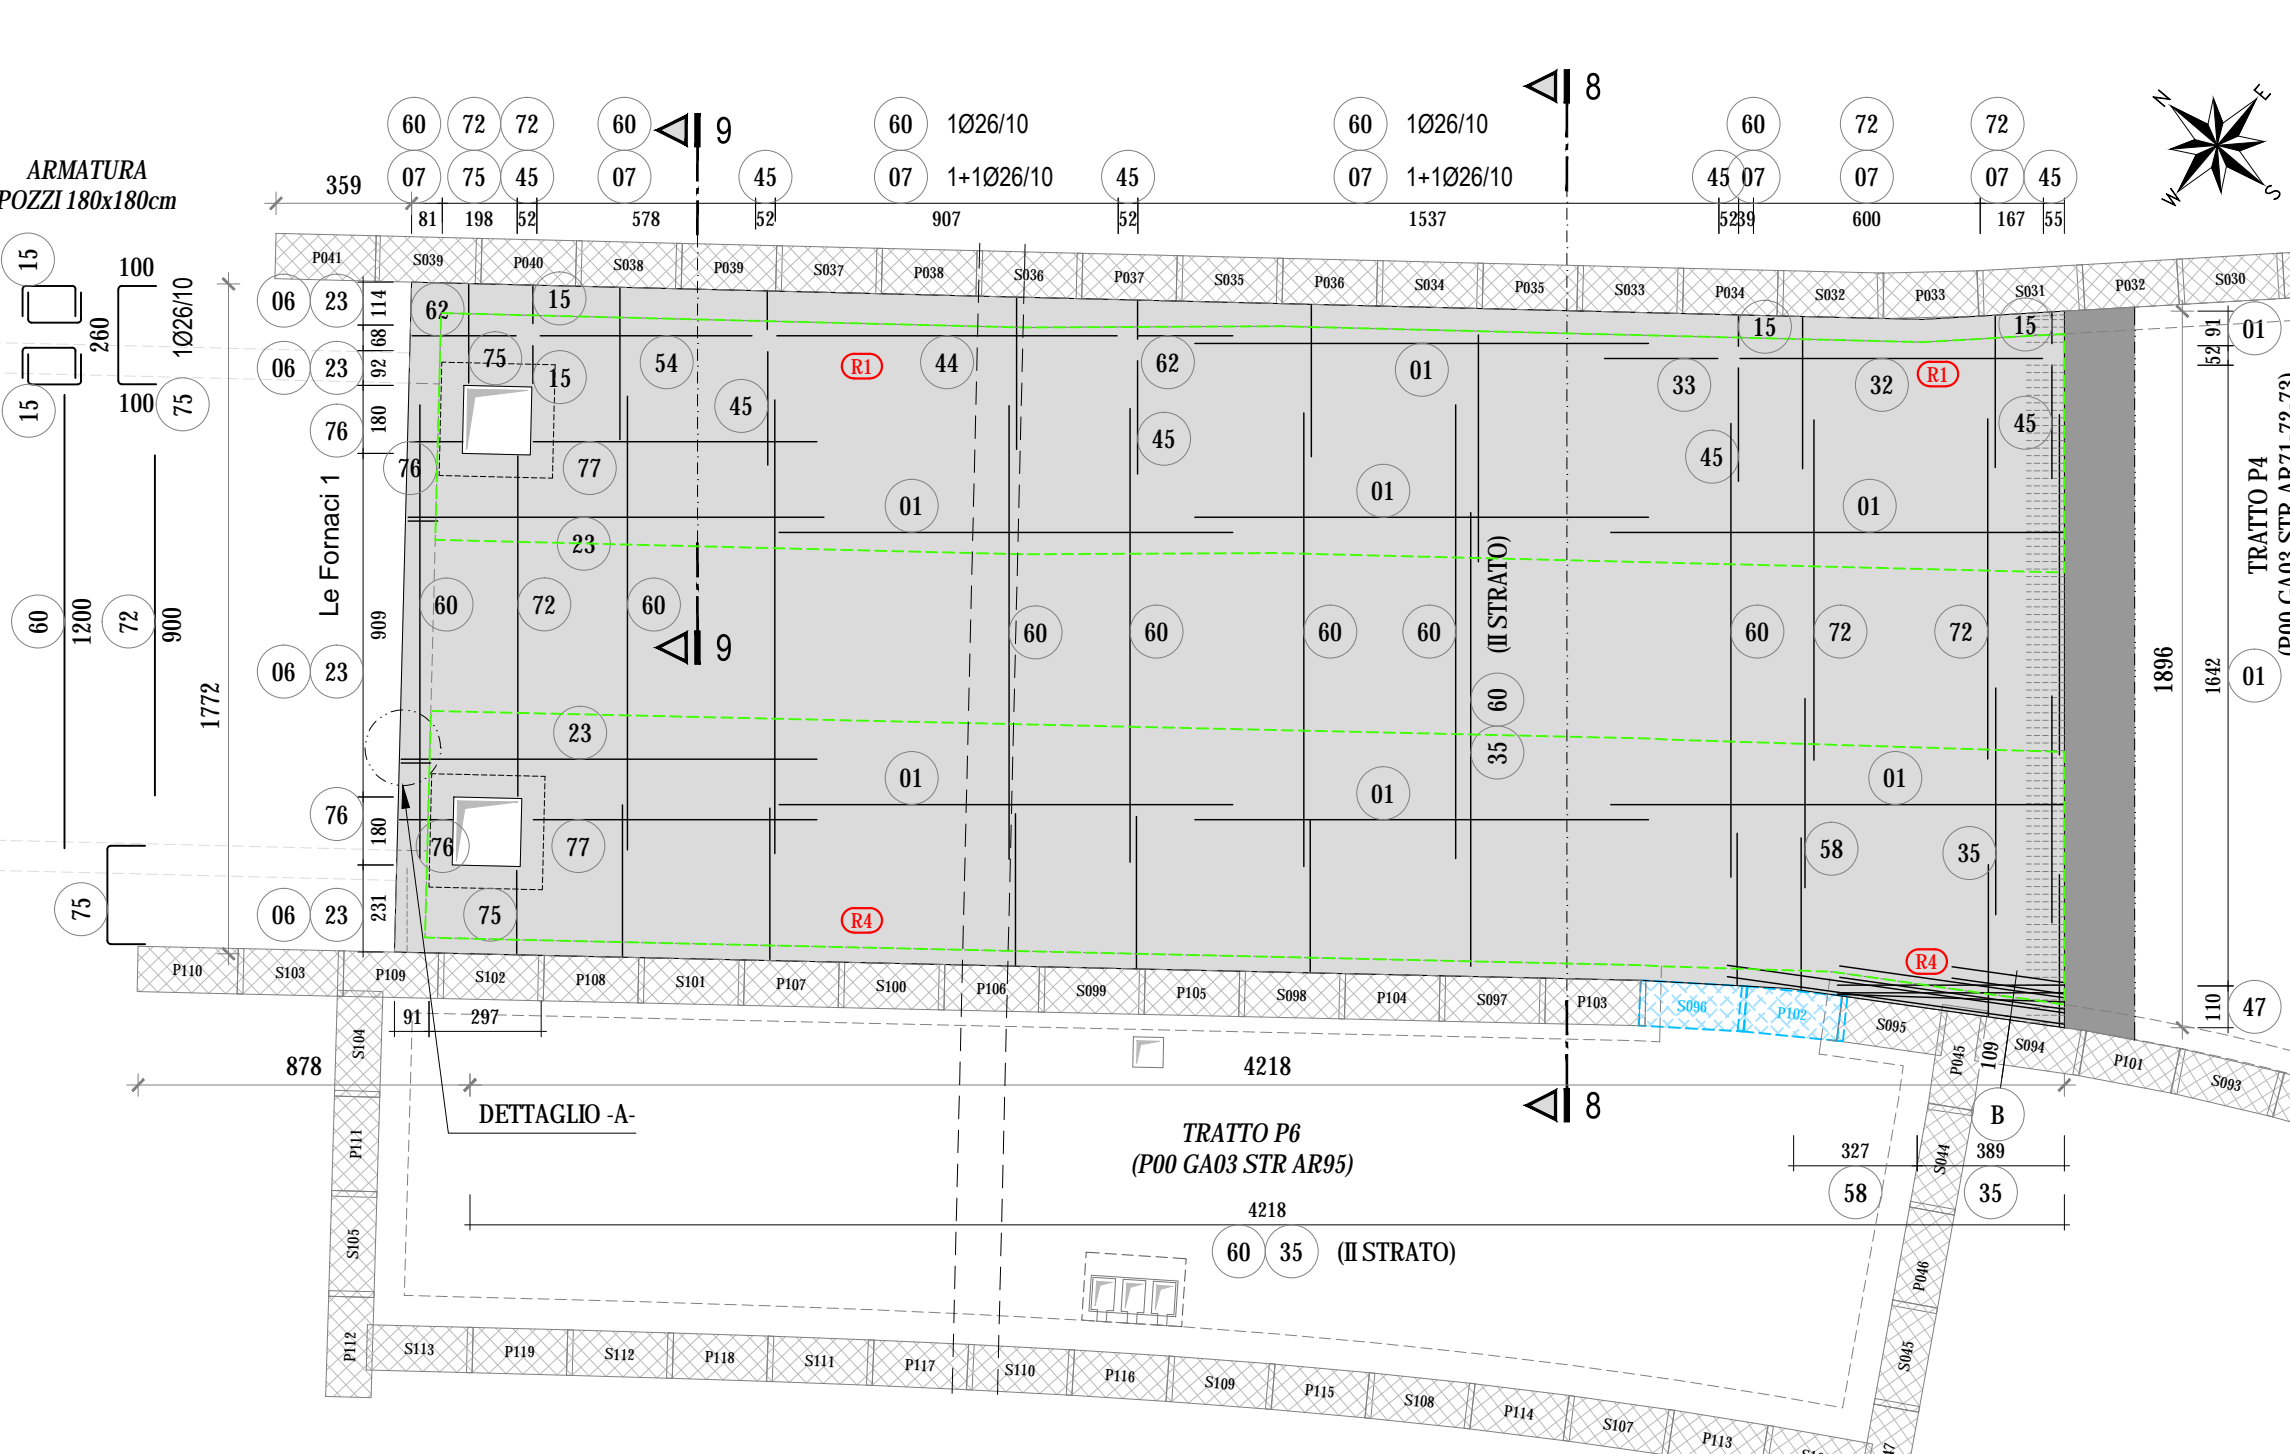 8
60
72
72
60
9
60
1Ø26/10
60
1Ø26/10
60
72
72
N
E
W
S
ARMATURA
POZZI 180x180cm
359
07
75
45
07
45
07
1+1Ø26/10
45
07
1+1Ø26/10
45
07
07
07
45
81
198
52
578
52
907
52
1537
52
39
600
167
55
P041
S039
P040
S038
P039
S037
P038
S036
P037
S035
P036
S034
P035
S033
P034
S032
P033
S031
P032
S030
15
100
260
1Ø26/10
15
100
75
06
23
114
68
06
23
92
76
180
Le Fornaci 1
909
06
23
76
180
06
23
231
1772
60
1200
72
900
75
62
15
75
15
54
R1
44
62
15
15
01
33
32
R1
45
45
45
45
76
77
01
01
01
23
60
72
60
9
60
60
60
60
(II STRATO)
60
35
60
72
72
23
01
01
01
76
77
58
35
75
R4
R4
91
01
52
TRATTO P4
(P00 GA03 STR AR71-72-73)
1896
1642
01
110
47
P110
S103
P109
S102
P108
S101
P107
S100
P106
S099
P105
S098
P104
S097
P103
S096
P102
S095
S094
P101
S093
91
297
S104
P045
109
878
4218
DETTAGLIO -A-
8
B
TRATTO P6
(P00 GA03 STR AR95)
P111
S044
327
389
58
35
4218
60
35
(II STRATO)
S105
P046
P112
S045
S113
P119
S112
P118
S111
P117
S110
P116
S109
P115
S108
P114
S107
P113